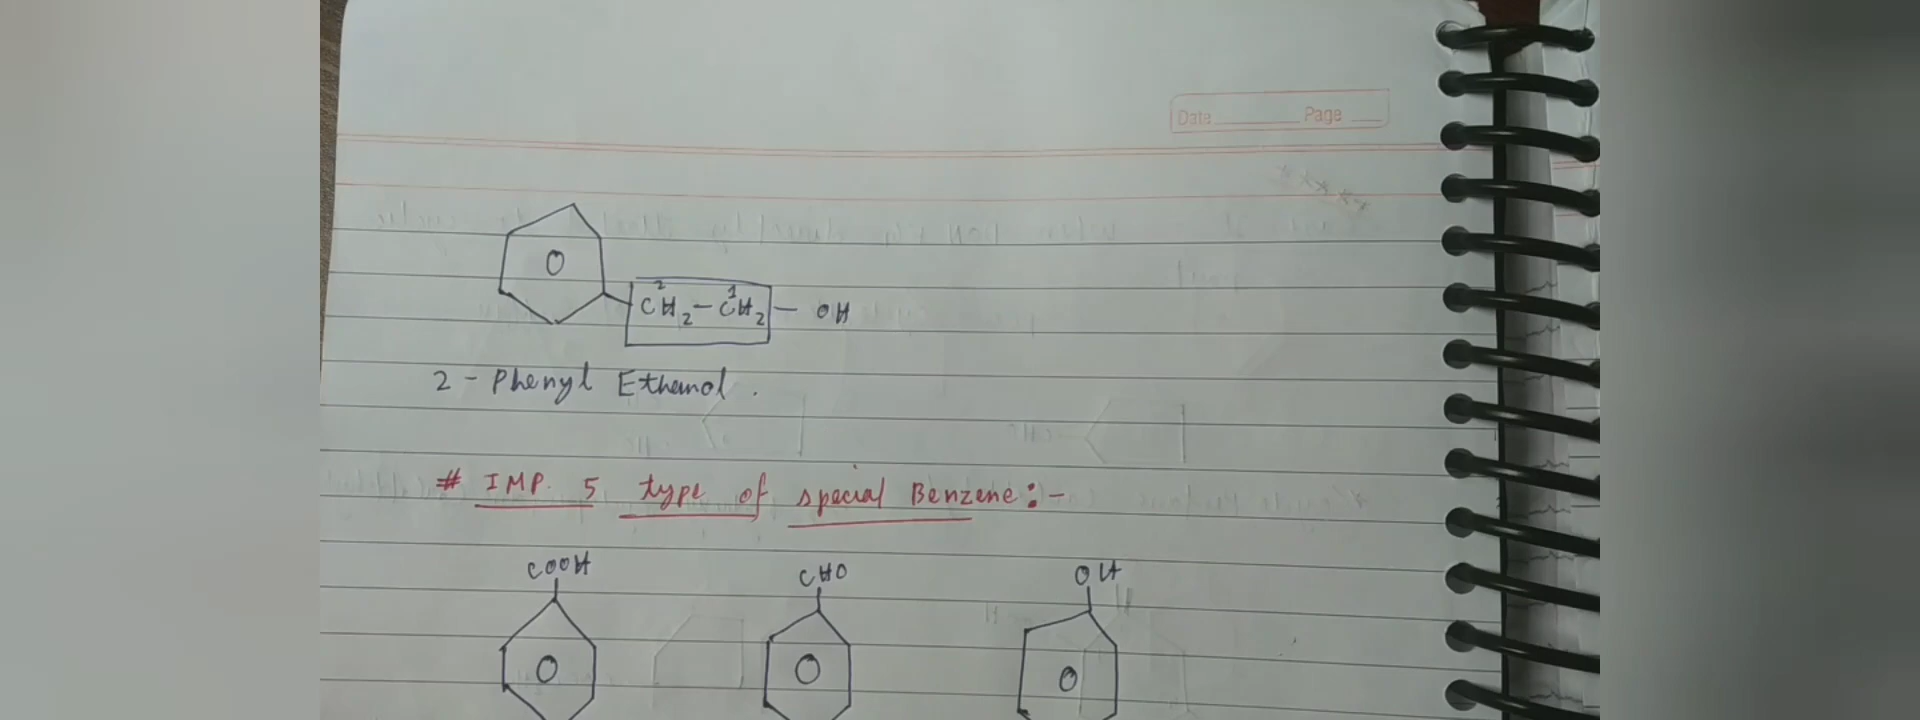 Date Page
CH2 - CH2 - OH
2 - Phenyl Ethanol .
# IMP. 5 type of special Benzene :-
COOH CHO OH